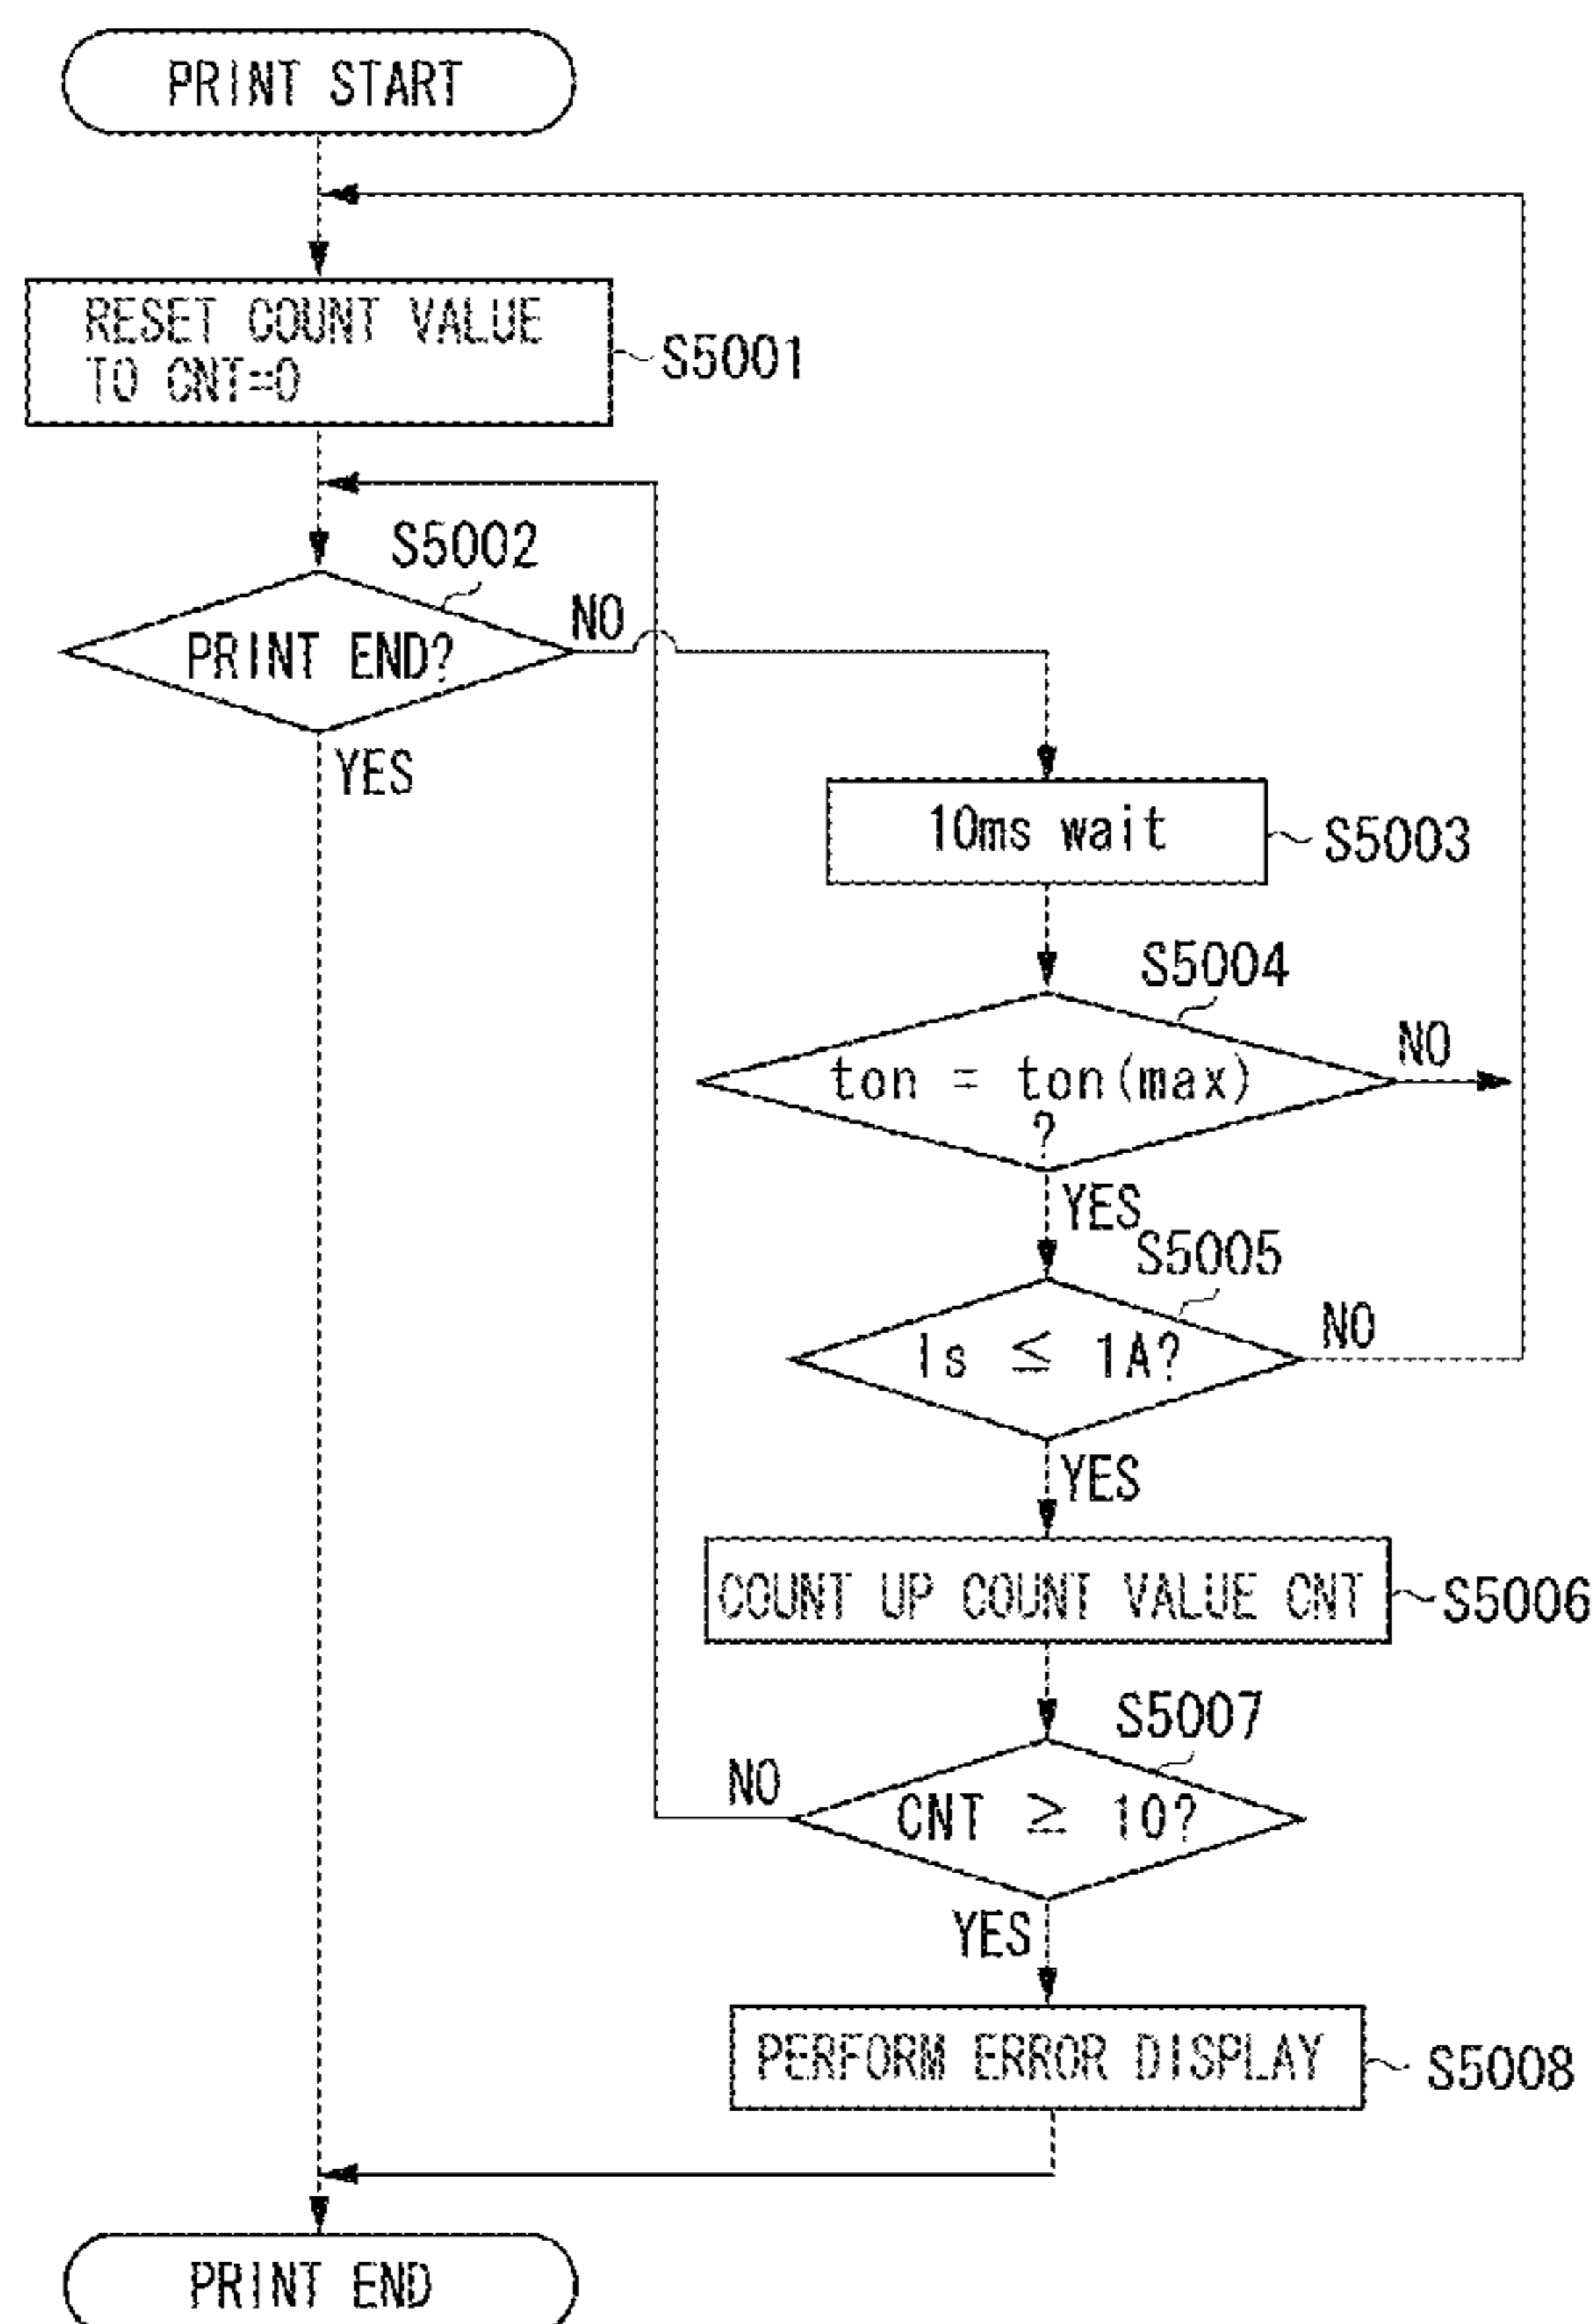 PRINT START
RESET COUNT VALUE
TO CNT=0
S5001
S5002
PRINT END?
NO
YES
10ms wait
S5003
S5004
ton = ton(max)
?
NO
YES
S5005
Is ≦ 1A?
NO
YES
COUNT UP COUNT VALUE CNT
S5006
S5007
NO
CNT ≧ 10?
YES
PERFORM ERROR DISPLAY
S5008
PRINT END